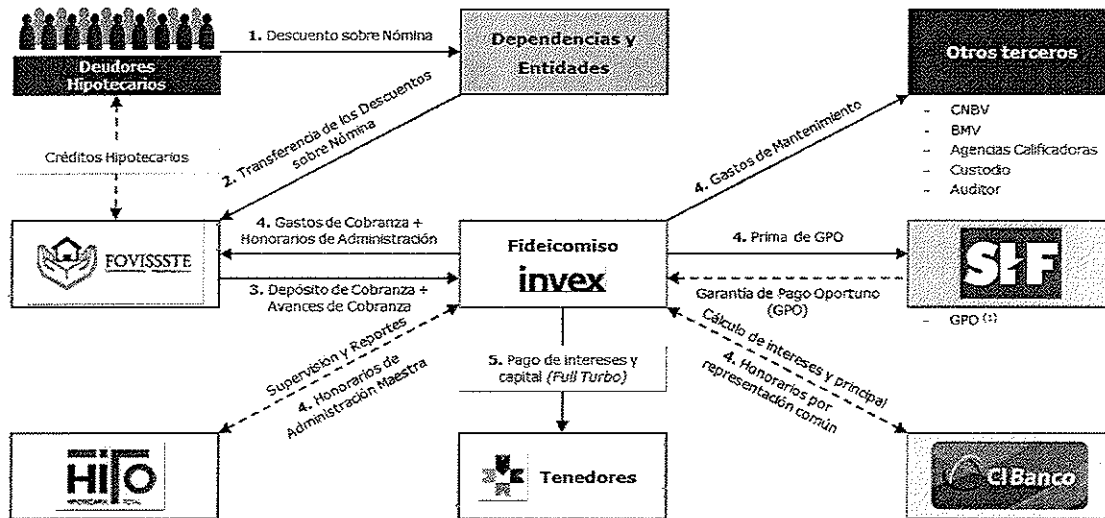 Deudores
Hipotecarios
1. Descuento sobre Nómina
Dependencias y
Entidades
Otros terceros
- CNBV
- BMV
- Agencias Calificadoras
- Custodio
- Auditor
Créditos Hipotecarios
2. Transferencia de los Descuentos
sobre Nómina
4. Gastos de Mantenimiento
FOVISSSTE
4. Gastos de Cobranza +
Honorarios de Administración
3. Depósito de Cobranza +
Avances de Cobranza
Fideicomiso
invex
4. Prima de GPO
Garantía de Pago Oportuno
(GPO)
SHF
- GPO (1)
Supervisión y Reportes
4. Honorarios de
Administración Maestra
5. Pago de intereses y
capital (Full Turbo)
Cálculo de intereses y principal
4. Honorarios por
representación común
HiTo
HIPOTECARIA TOTAL
Tenedores
CIBanco